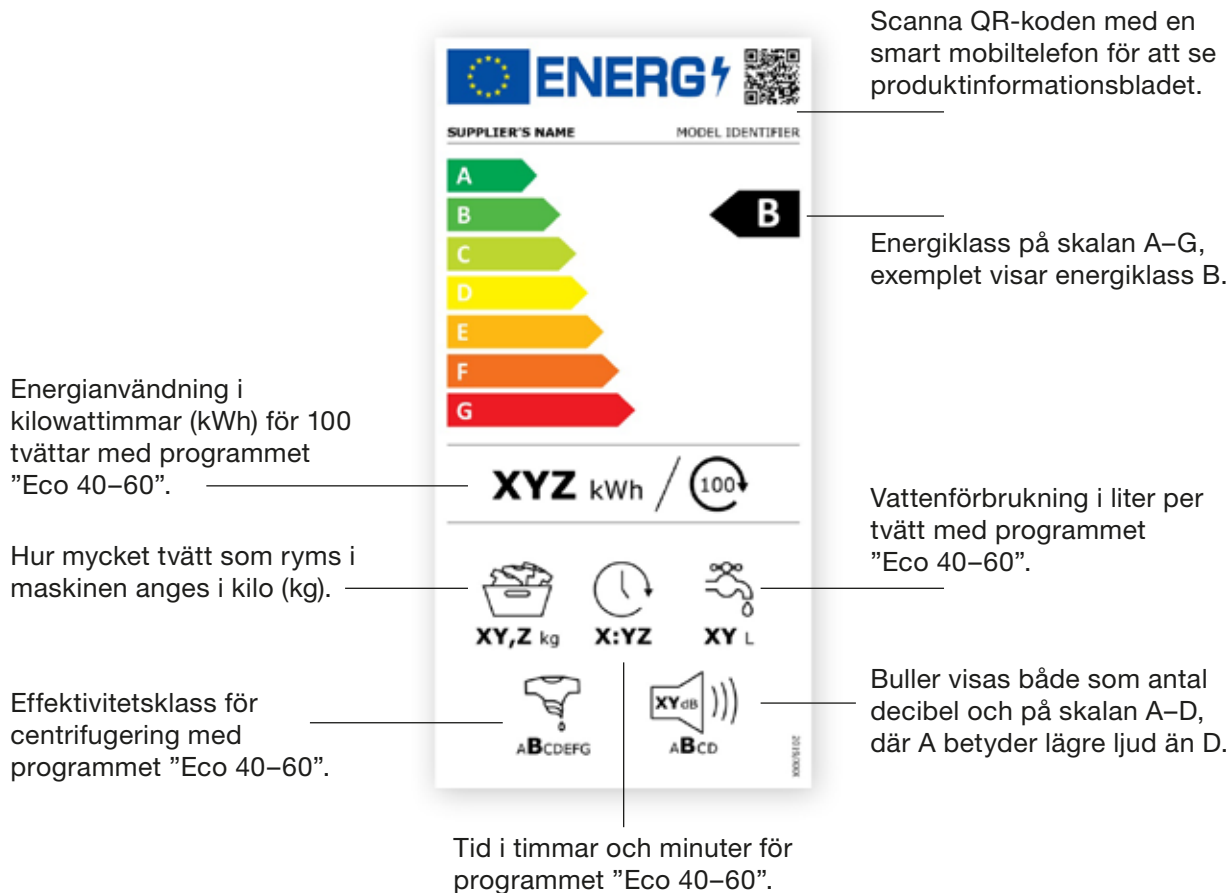 Scanna QR-koden med en
smart mobiltelefon för att se
produktinformationsbladet.
ENERG
SUPPLIER'S NAME MODEL IDENTIFIER
A
B
C
D
E
F
G
B
Energiklass på skalan A–G,
exemplet visar energiklass B.
Energianvändning i
kilowattimmar (kWh) för 100
tvättar med programmet
”Eco 40–60”.
XYZ kWh / 100
Hur mycket tvätt som ryms i
maskinen anges i kilo (kg).
Vattenförbrukning i liter per
tvätt med programmet
”Eco 40–60”.
XY,Z kg
X:YZ
XY L
Effektivitetsklass för
centrifugering med
programmet ”Eco 40–60”.
ABCDEFG
XY dB
ABCD
Buller visas både som antal
decibel och på skalan A–D,
där A betyder lägre ljud än D.
2019/XXX
Tid i timmar och minuter för
programmet ”Eco 40–60”.